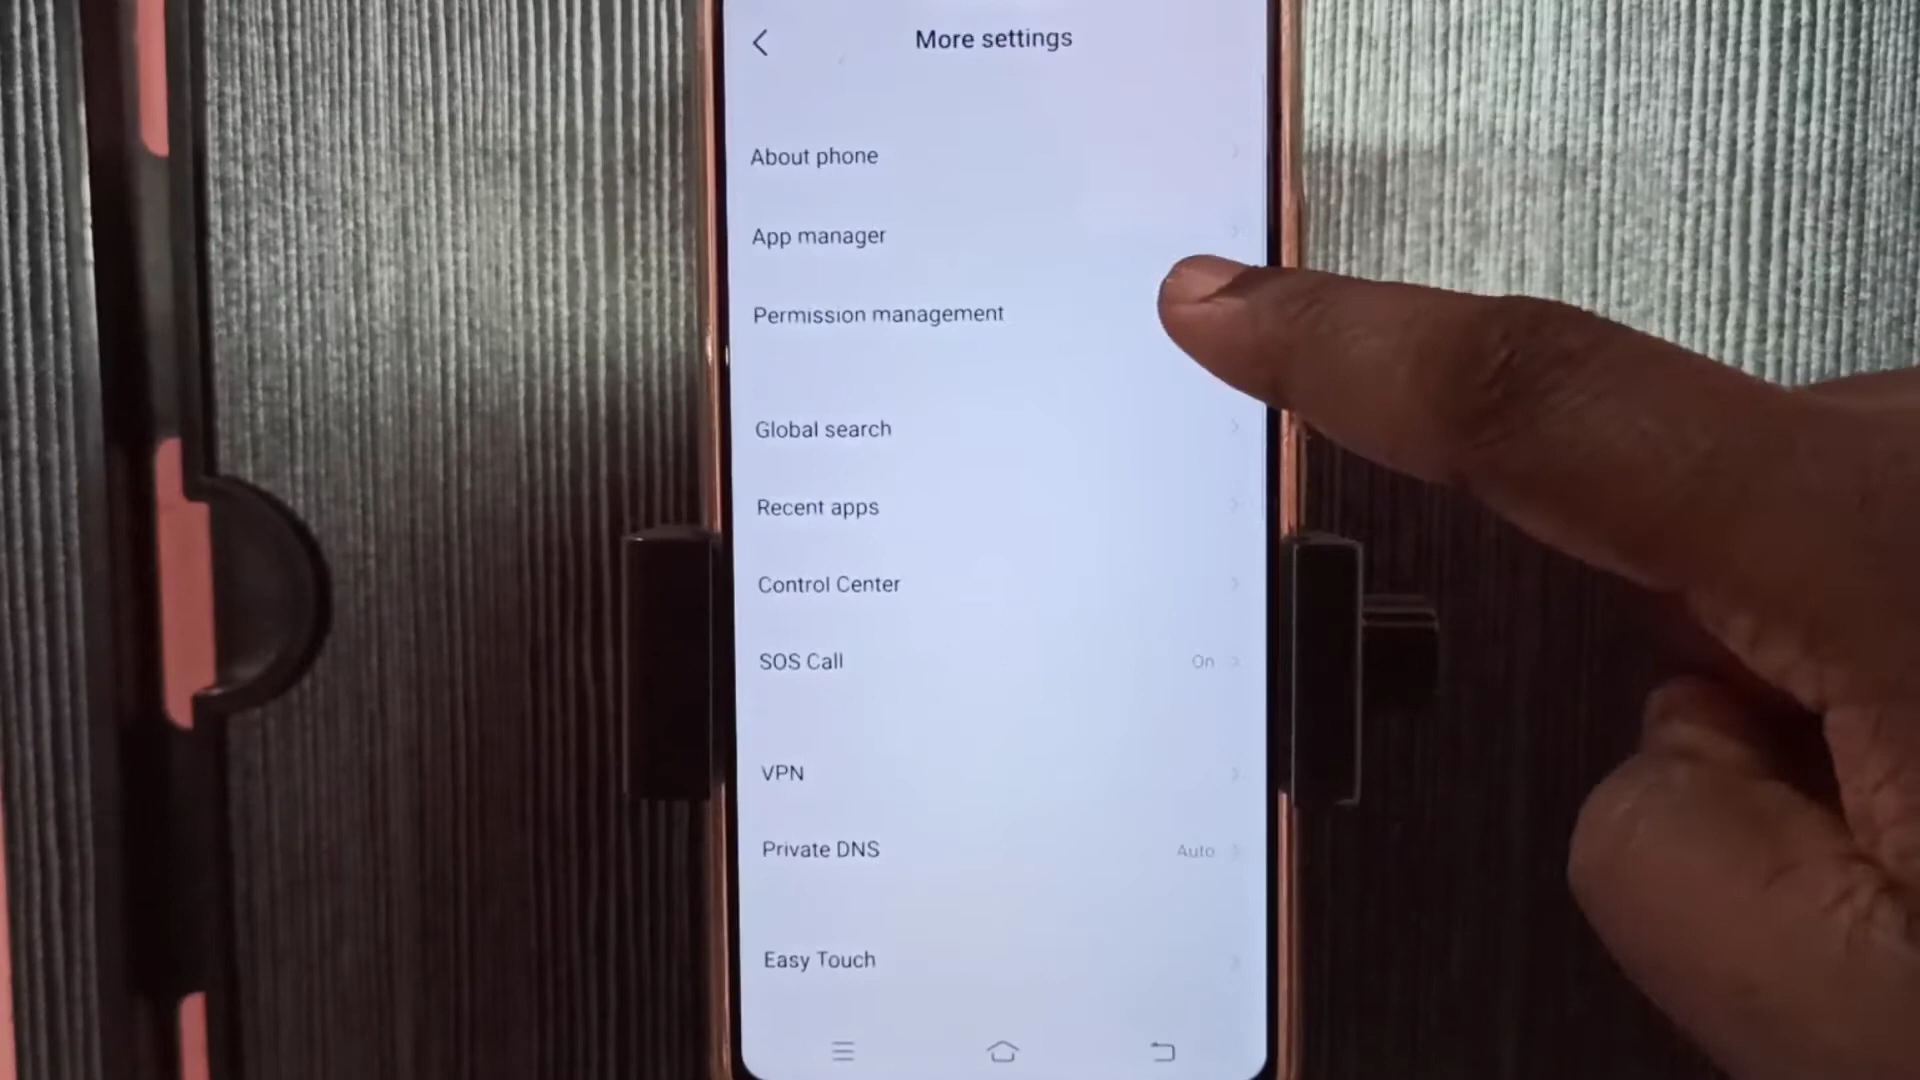 More settings
About phone
App manager
Permission management
Global search
Recent apps
Control Center
SOS Call On
VPN
Private DNS Auto
Easy Touch